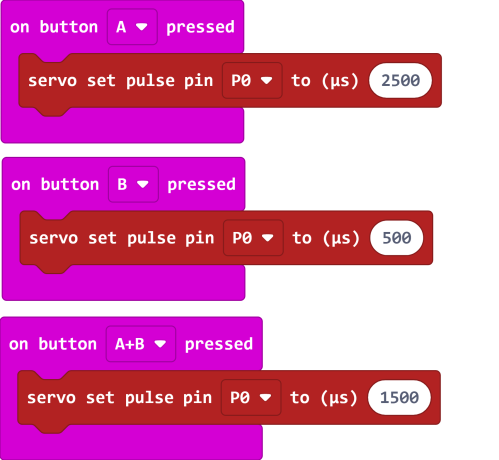 on button A pressed
servo set pulse pin P0 to (µs) 2500
on button B pressed
servo set pulse pin P0 to (µs) 500
on button A+B pressed
servo set pulse pin P0 to (µs) 1500